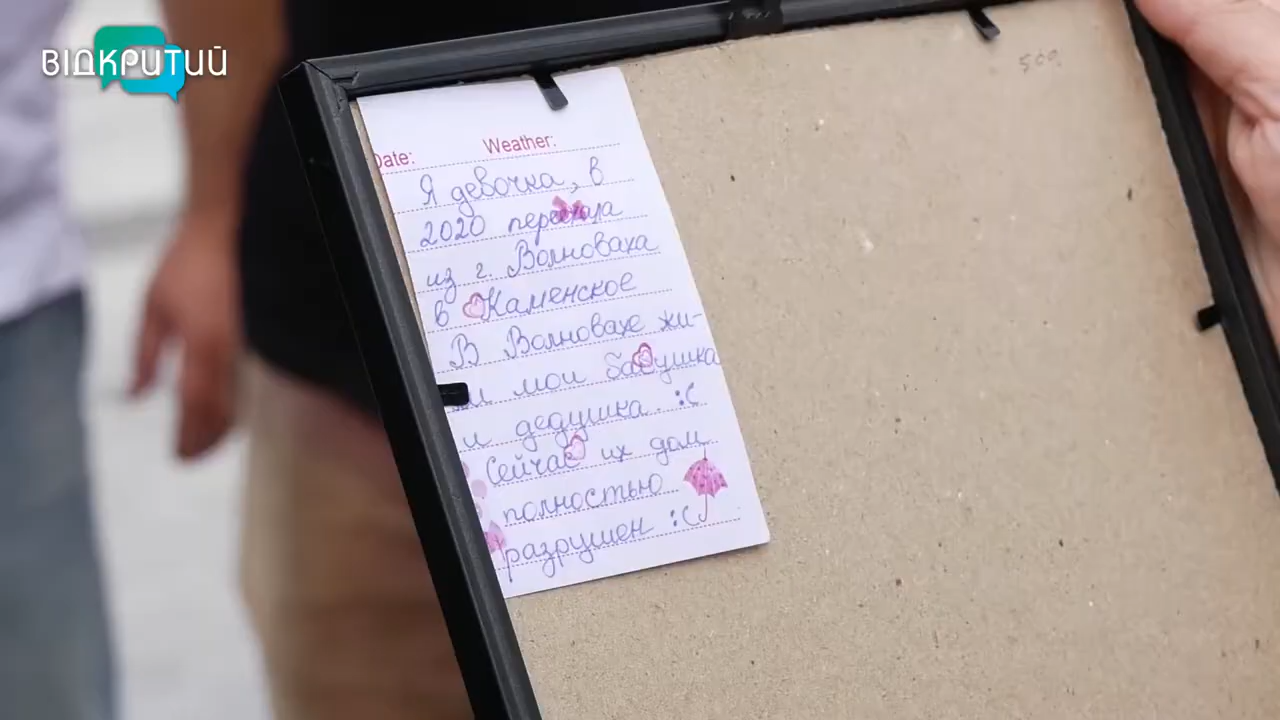 ВІДКРИТИЙ
500
Date: Weather:
Я девочка, в
2020 переехала
из г. Волноваха
в Каменское
В Волновахе жи-
ли мои бабушка
и дедушка :(
Сейчас их дом
полностью
разрушен :(